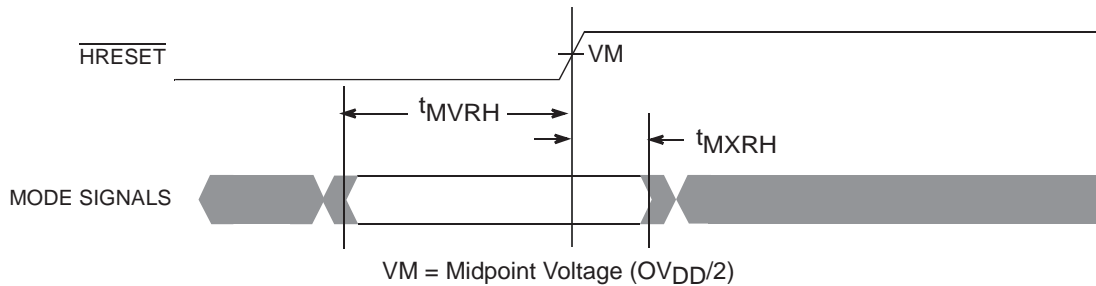 HRESET
VM
tMVRH
tMXRH
MODE SIGNALS
VM = Midpoint Voltage (OVDD/2)